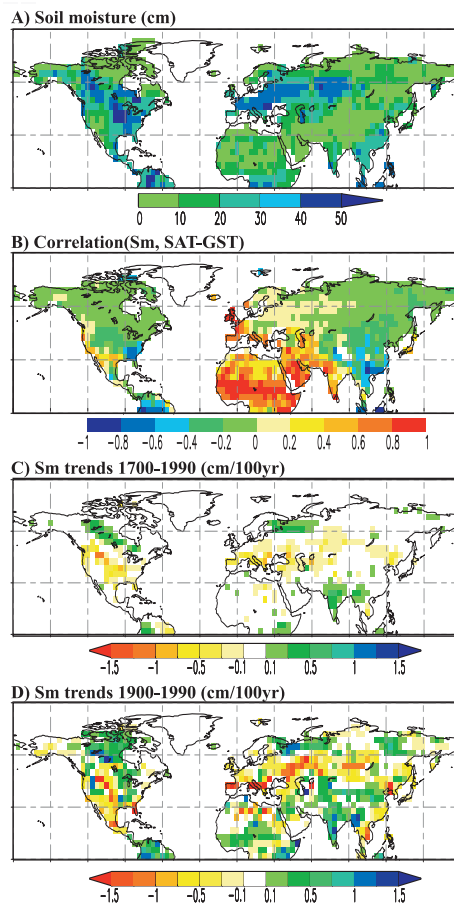 A) Soil moisture (cm)
0 10 20 30 40 50
B) Correlation(Sm, SAT-GST)
-1 -0.8 -0.6 -0.4 -0.2 0 0.2 0.4 0.6 0.8 1
C) Sm trends 1700-1990 (cm/100yr)
-1.5 -1 -0.5 -0.1 0.1 0.5 1 1.5
D) Sm trends 1900-1990 (cm/100yr)
-1.5 -1 -0.5 -0.1 0.1 0.5 1 1.5